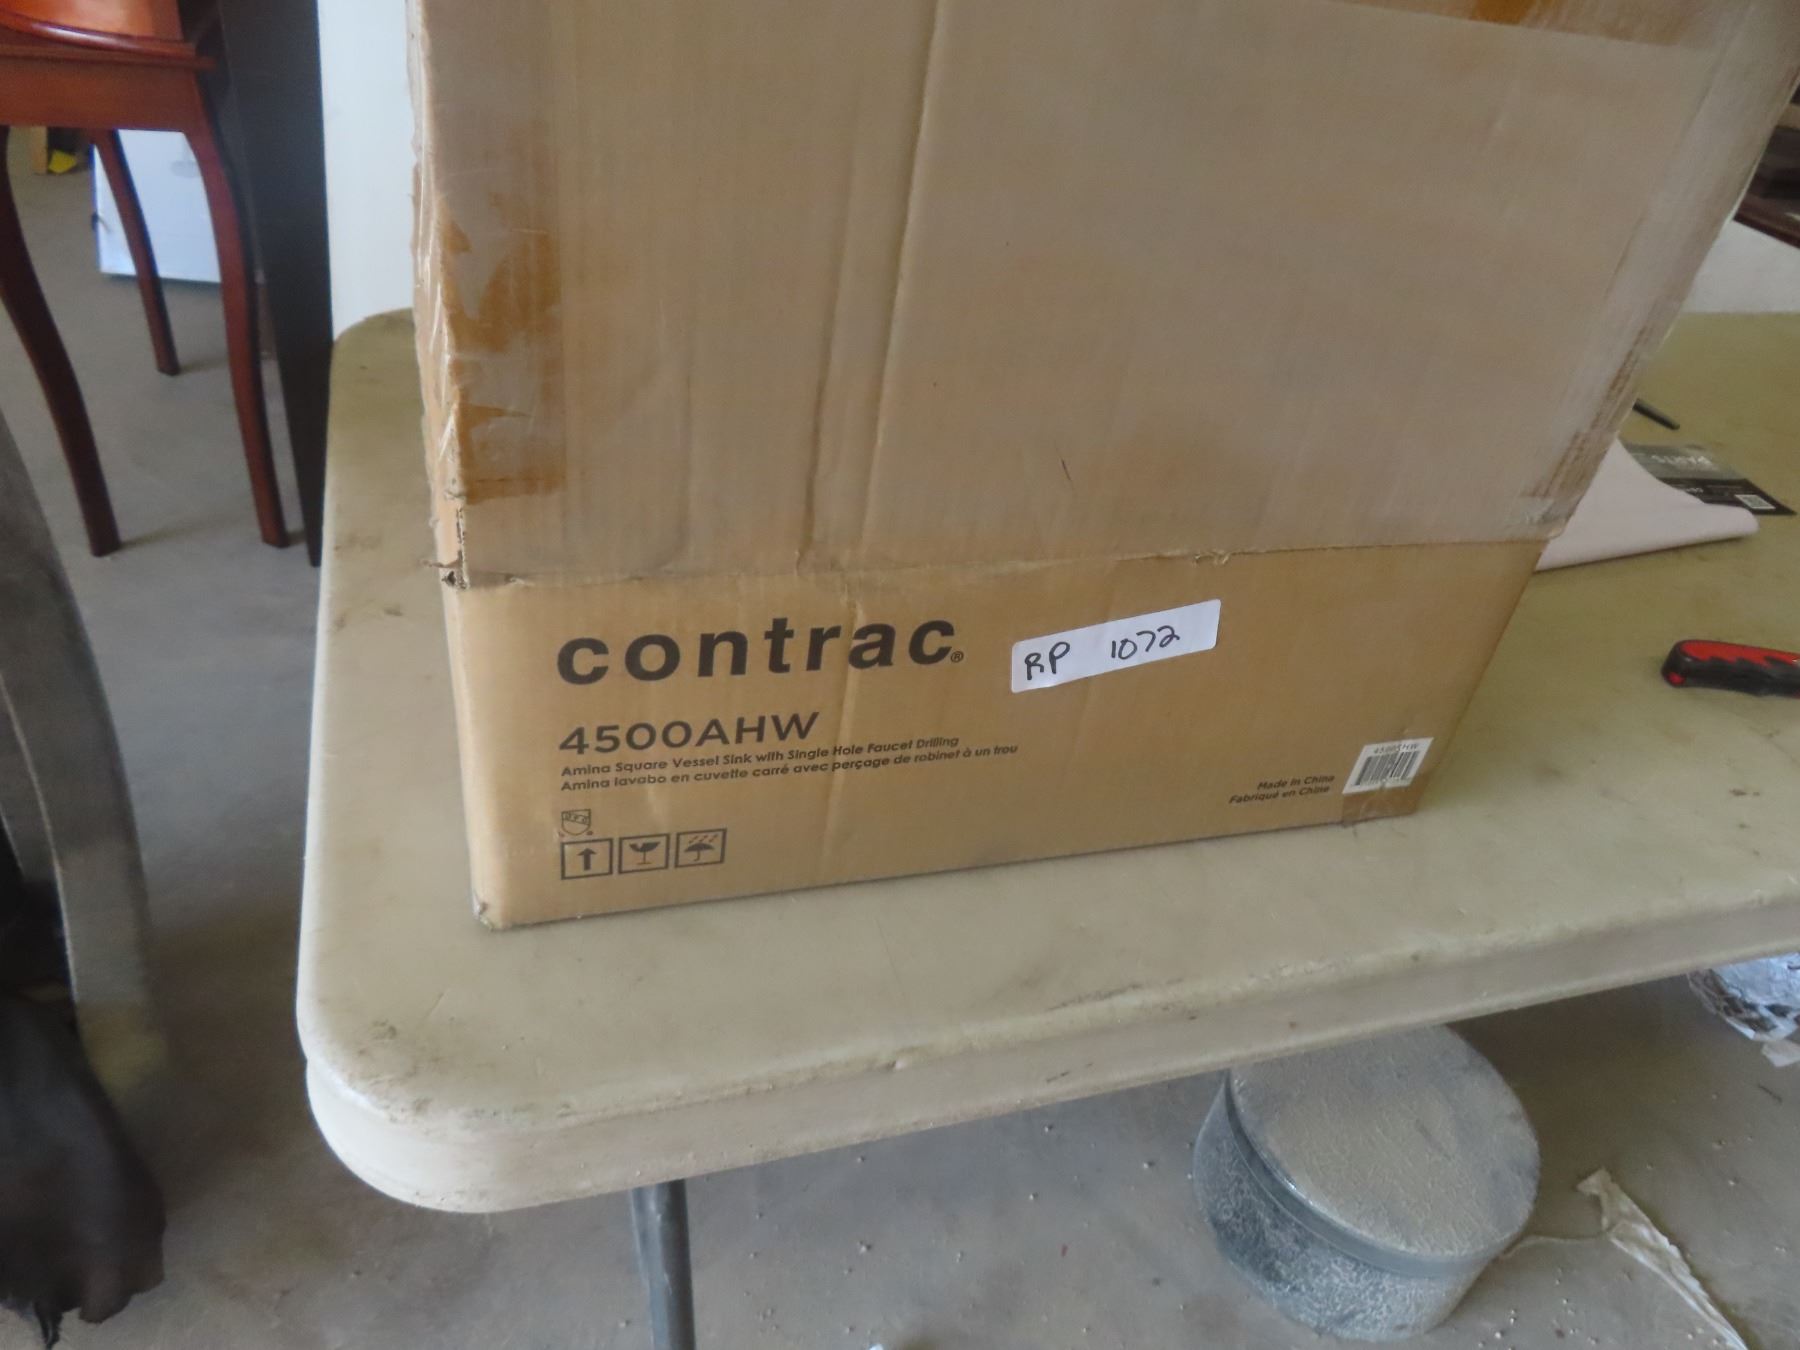 contrac®
RP 1072
4500AHW
Amina Square Vessel Sink with Single Hole Faucet Drilling
Amina lavabo en cuvette carré avec perçage de robinet à un trou
Made in China
Fabriqué en Chine
PARTS